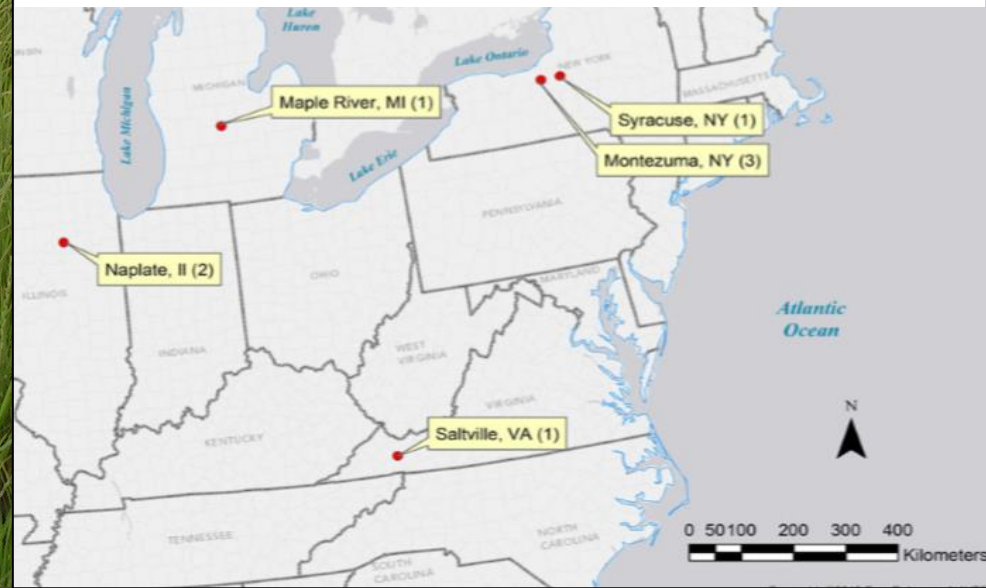 Lake
Huron
Lake Ontario
NEW YORK
MICHIGAN
MASSACHUSETTS
Maple River, MI (1)
Syracuse, NY (1)
Lake Michigan
Montezuma, NY (3)
Lake Erie
PENNSYLVANIA
Naplate, Il (2)
OHIO
MARYLAND
ILLINOIS
Atlantic
Ocean
INDIANA
WEST
VIRGINIA
VIRGINIA
N
KENTUCKY
Saltville, VA (1)
0 50 100 200 300 400
Kilometers
TENNESSEE
NORTH
CAROLINA
SOUTH
CAROLINA